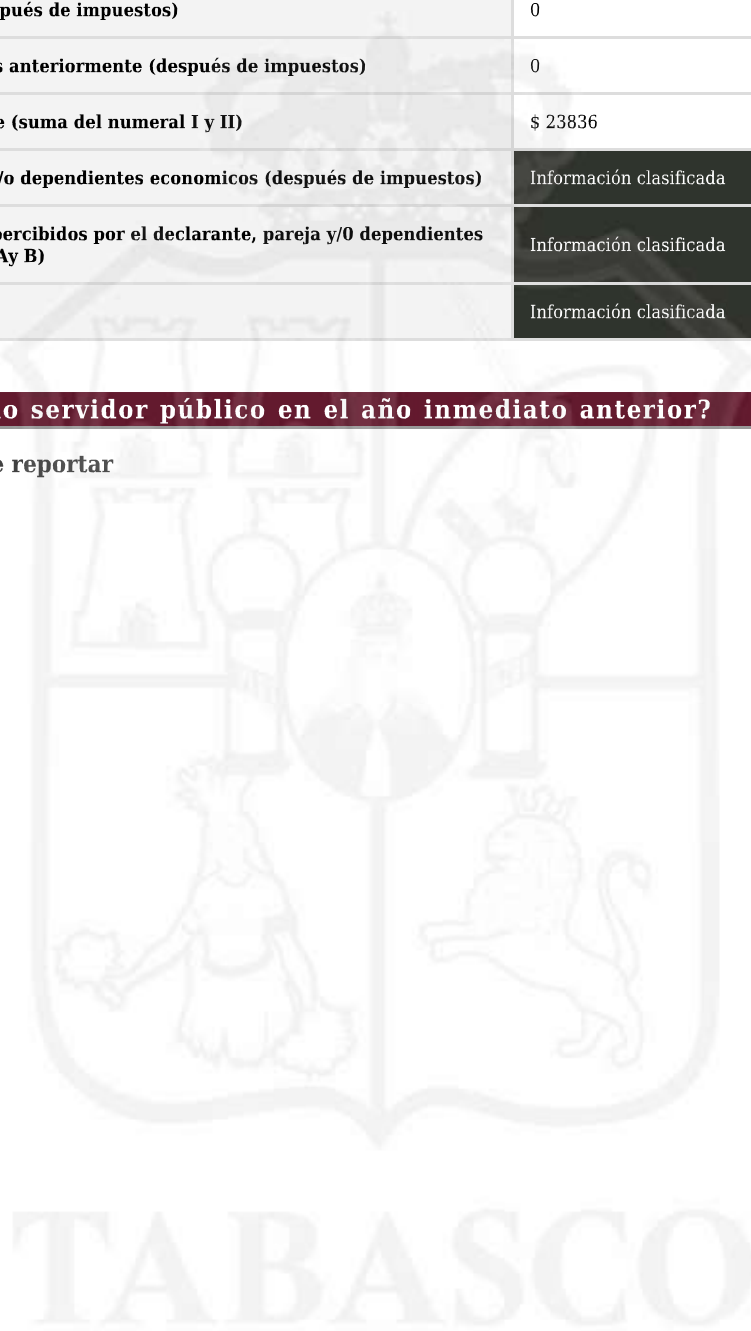 pués de impuestos) 0
s anteriormente (después de impuestos) 0
e (suma del numeral I y II) $ 23836
/o dependientes economicos (después de impuestos) Información clasificada
percibidos por el declarante, pareja y/0 dependientes Información clasificada
Ay B)
Información clasificada
o servidor público en el año inmediato anterior?
e reportar
TABASCO